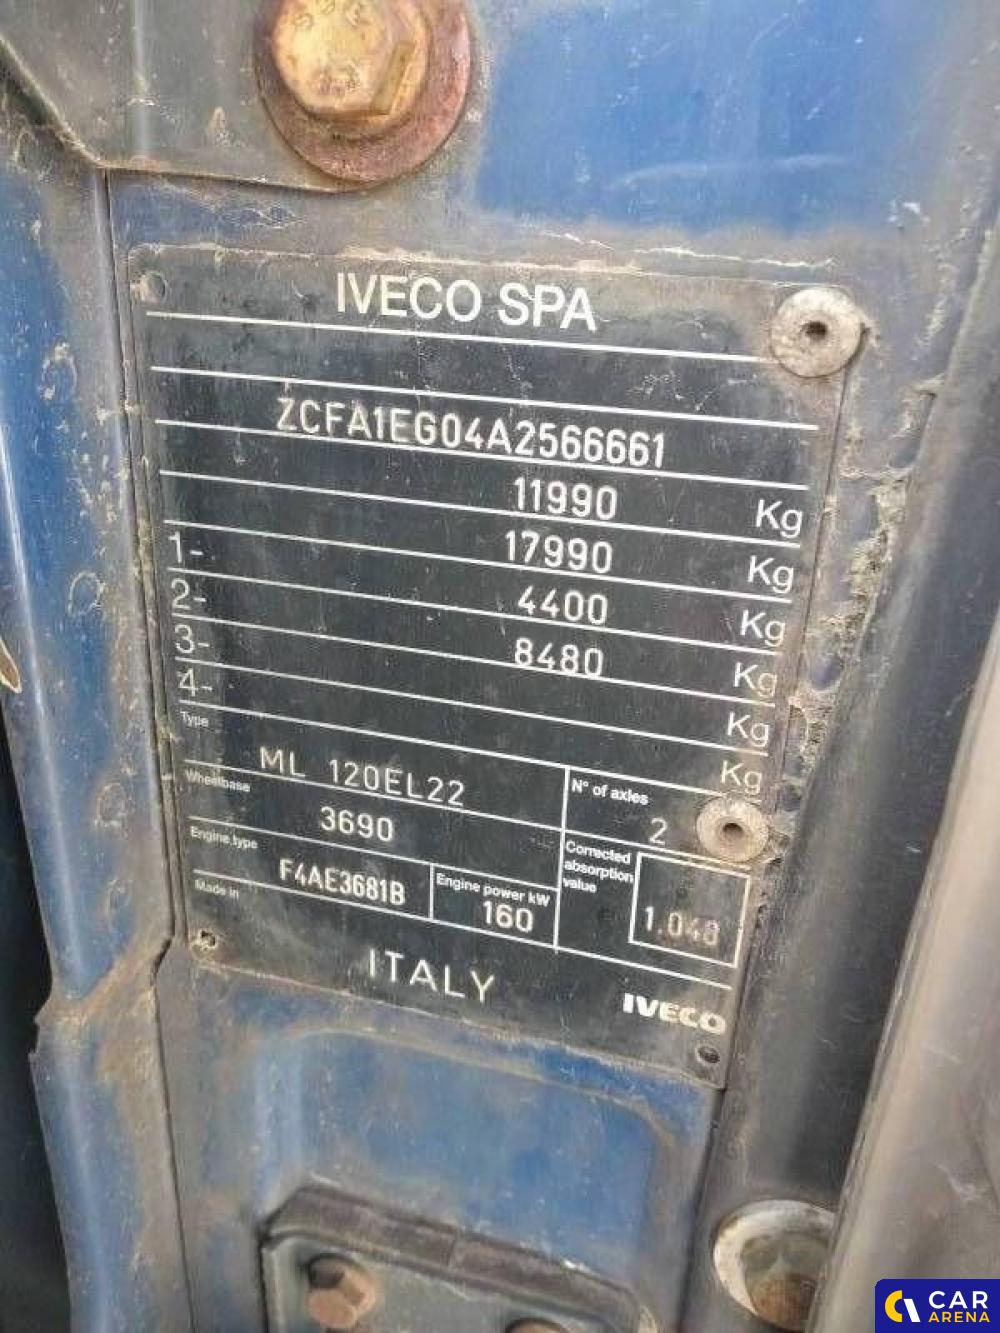 IVECO SPA
ZCFA1EG04A2566661
11990 Kg
17990 Kg
1- 4400 Kg
2- 8480 Kg
3- Kg
4- Kg
Type
ML 120EL22
N° of axles
2
Wheelbase
3690
Corrected
absorption
value
1.048
Engine type
F4AE3681B
Engine power kW
160
Made in
ITALY
IVECO
CAR
ARENA